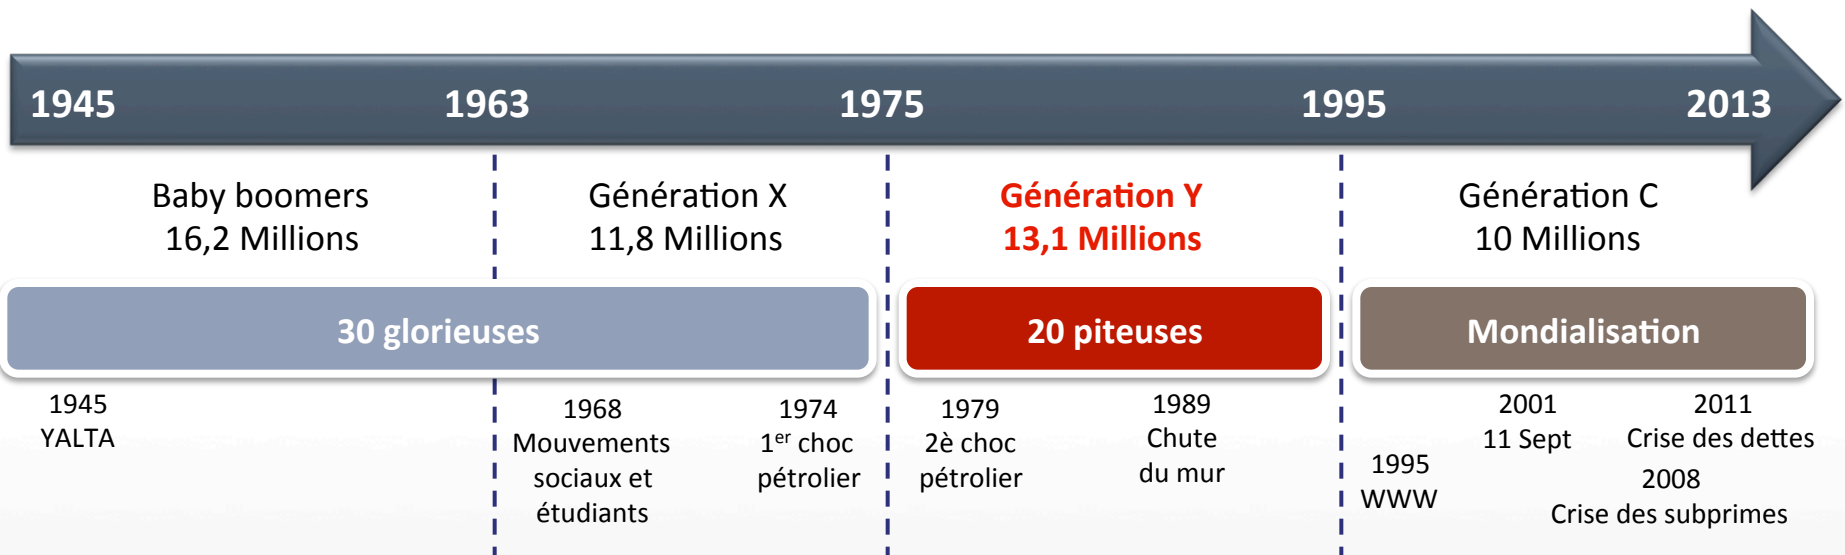 1945 1963 1975 1995 2013
Baby boomers
16,2 Millions
Génération X
11,8 Millions
Génération Y
13,1 Millions
Génération C
10 Millions
30 glorieuses
20 piteuses
Mondialisation
1945
YALTA
1968
Mouvements
sociaux et
étudiants
1974
1er choc
pétrolier
1979
2è choc
pétrolier
1989
Chute
du mur
1995
WWW
2001
11 Sept
2011
Crise des dettes
2008
Crise des subprimes